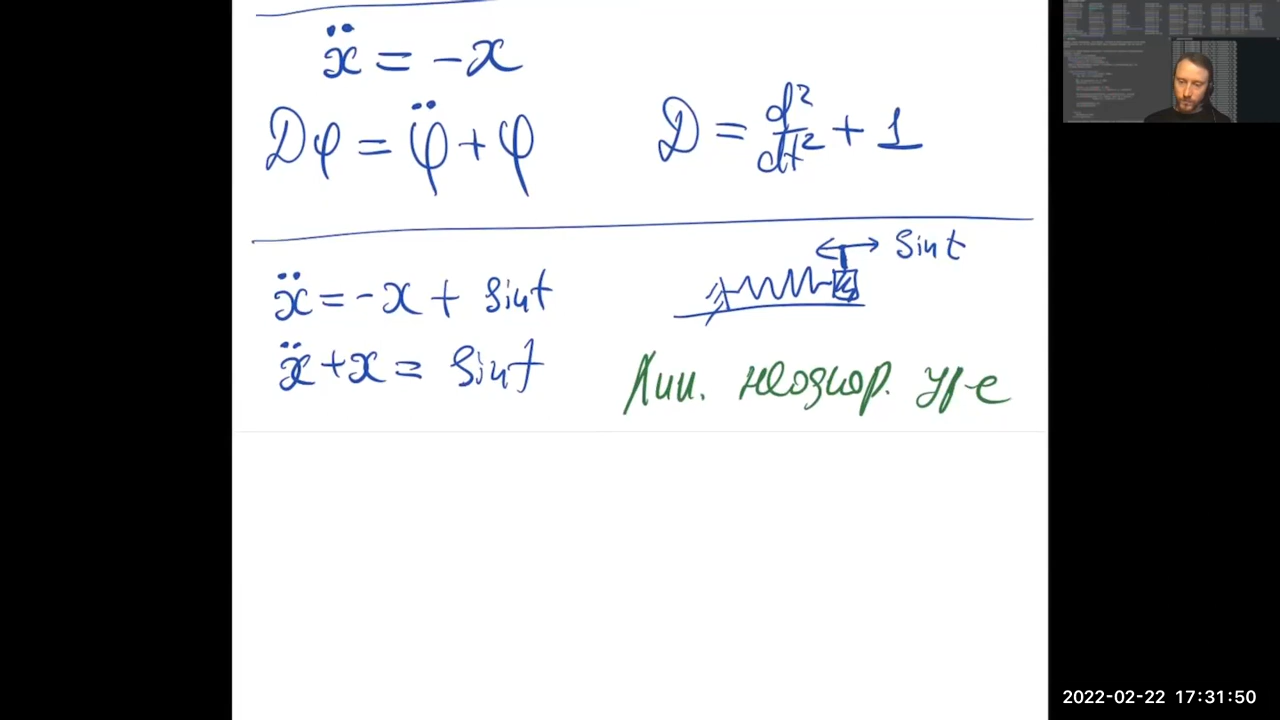 ẍ = -x
Dφ = φ̈ + φ
D = d²/dt² + 1
ẍ = -x + sin t
sin t
ẍ + x = sin t
Лин. неоднор. ур-е
2022-02-22 17:31:50